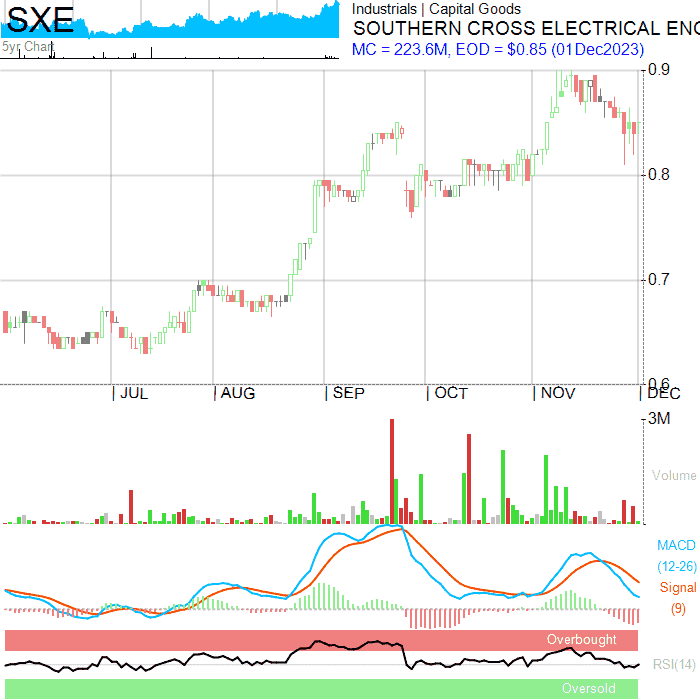 SXE
5yr Chart
Industrials | Capital Goods
SOUTHERN CROSS ELECTRICAL ENG
MC = 223.6M, EOD = $0.85 (01Dec2023)
0.9
0.8
0.7
0.6
JUL AUG SEP OCT NOV DEC
3M
Volume
MACD
(12-26)
Signal
(9)
Overbought
RSI(14)
Oversold